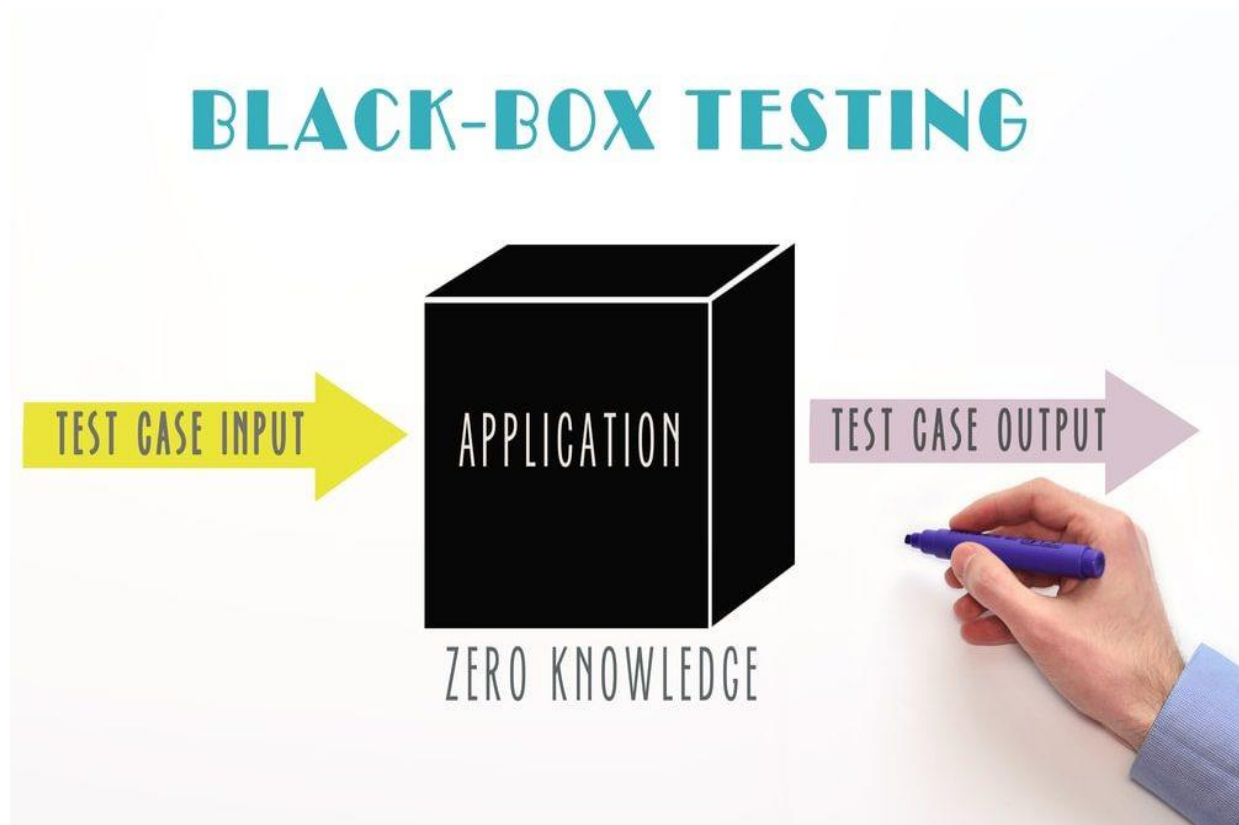 BLACK-BOX TESTING
TEST CASE INPUT
APPLICATION
TEST CASE OUTPUT
ZERO KNOWLEDGE